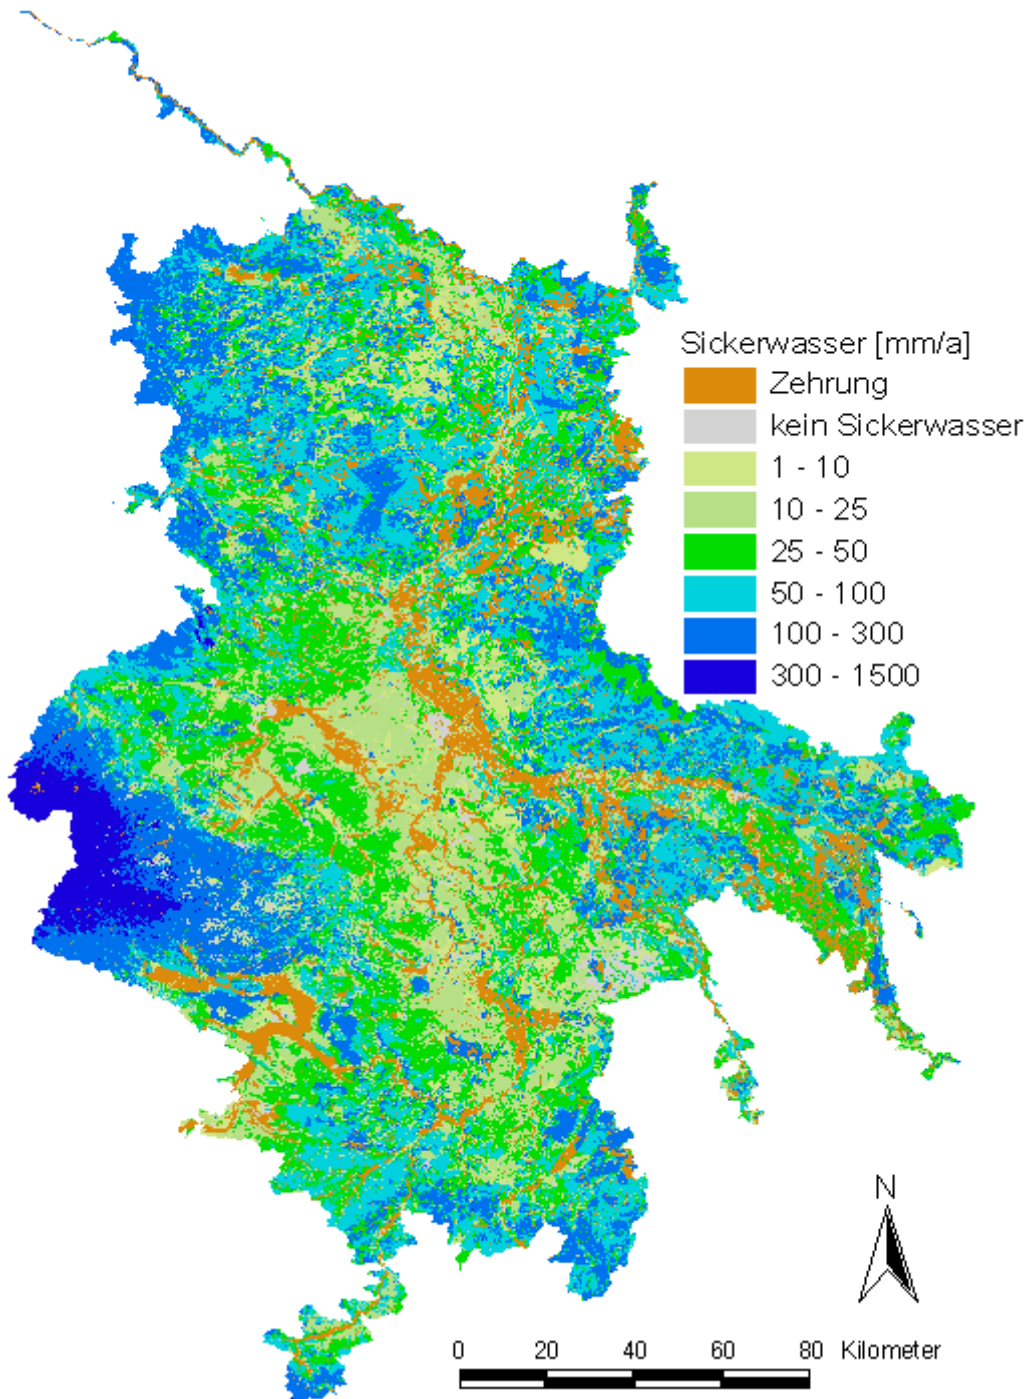 Sickerwasser [mm/a]
Zehrung
kein Sickerwasser
1 - 10
10 - 25
25 - 50
50 - 100
100 - 300
300 - 1500
N
0 20 40 60 80 Kilometer